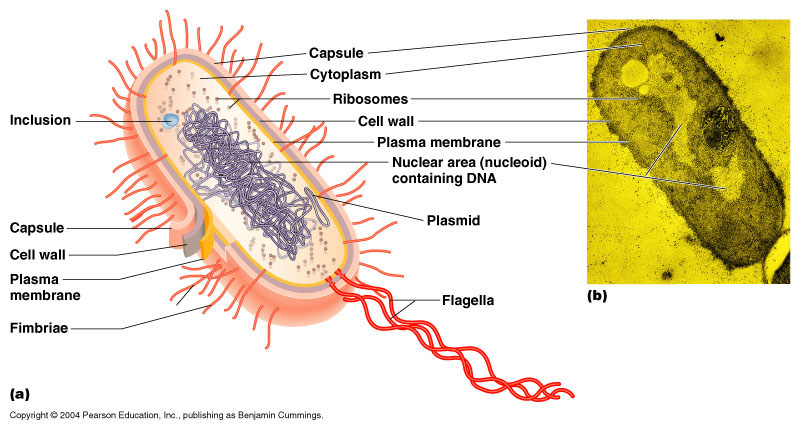 Capsule
Cytoplasm
Ribosomes
Inclusion
Cell wall
Plasma membrane
Nuclear area (nucleoid)
containing DNA
Plasmid
Capsule
Cell wall
Plasma
membrane
Flagella
Fimbriae
(b)
(a)
Copyright © 2004 Pearson Education, Inc., publishing as Benjamin Cummings.